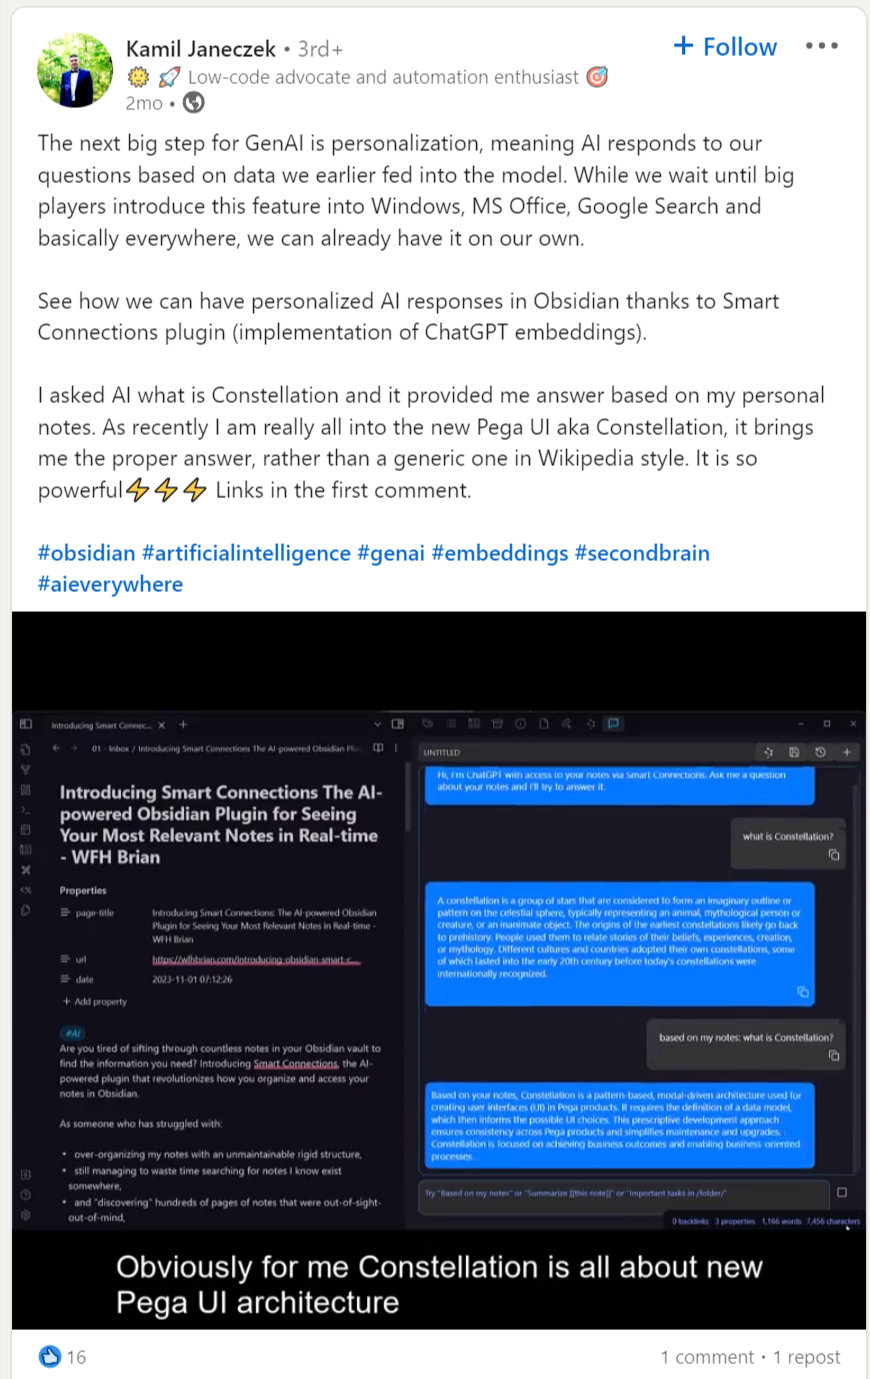 Kamil Janeczek • 3rd+
+ Follow
Low-code advocate and automation enthusiast
2mo •
The next big step for GenAI is personalization, meaning AI responds to our
questions based on data we earlier fed into the model. While we wait until big
players introduce this feature into Windows, MS Office, Google Search and
basically everywhere, we can already have it on our own.
See how we can have personalized AI responses in Obsidian thanks to Smart
Connections plugin (implementation of ChatGPT embeddings).
I asked AI what is Constellation and it provided me answer based on my personal
notes. As recently I am really all into the new Pega UI aka Constellation, it brings
me the proper answer, rather than a generic one in Wikipedia style. It is so
powerful⚡⚡⚡ Links in the first comment.
#obsidian #artificialintelligence #genai #embeddings #secondbrain
#aieverywhere
Introducing Smart Connec...
01 - Inbox / Introducing Smart Connections The AI-powered Obsidian Plu
Introducing Smart Connections The AI-
powered Obsidian Plugin for Seeing
Your Most Relevant Notes in Real-time
- WFH Brian
Properties
page-title
Introducing Smart Connections: The AI-powered Obsidian
Plugin for Seeing Your Most Relevant Notes in Real-time -
WFH Brian
url
https://wfhbrian.com/introducing-obsidian-smart-c...
date
2023-11-01 07:12:26
+ Add property
#AI
Are you tired of sifting through countless notes in your Obsidian vault to
find the information you need? Introducing Smart Connections, the AI-
powered plugin that revolutionizes how you organize and access your
notes in Obsidian.
As someone who has struggled with:
• over-organizing my notes with an unmaintainable rigid structure,
• still managing to waste time searching for notes I know exist
somewhere,
• and "discovering" hundreds of pages of notes that were out-of-sight-
out-of-mind,
UNTITLED
Hi, I'm ChatGPT with access to your notes via Smart Connections. Ask me a question
about your notes and I'll try to answer it.
what is Constellation?
A constellation is a group of stars that are considered to form an imaginary outline or
pattern on the celestial sphere, typically representing an animal, mythological person or
creature, or an inanimate object. The origins of the earliest constellations likely go back
to prehistory. People used them to relate stories of their beliefs, experiences, creation,
or mythology. Different cultures and countries adopted their own constellations, some
of which lasted into the early 20th century before today's constellations were
internationally recognized.
based on my notes: what is Constellation?
Based on your notes, Constellation is a pattern-based, modal-driven architecture used for
creating user interfaces (UI) in Pega products. It requires the definition of a data model,
which then informs the possible UI choices. This prescriptive development approach
ensures consistency across Pega products and simplifies maintenance and upgrades.
Constellation is focused on achieving business outcomes and enabling business-oriented
processes.
Try "Based on my notes" or "Summarize [[this note]]" or "Important tasks in /folder/"
0 backlinks 3 properties 1,166 words 7,456 characters
Obviously for me Constellation is all about new
Pega UI architecture
16
1 comment • 1 repost